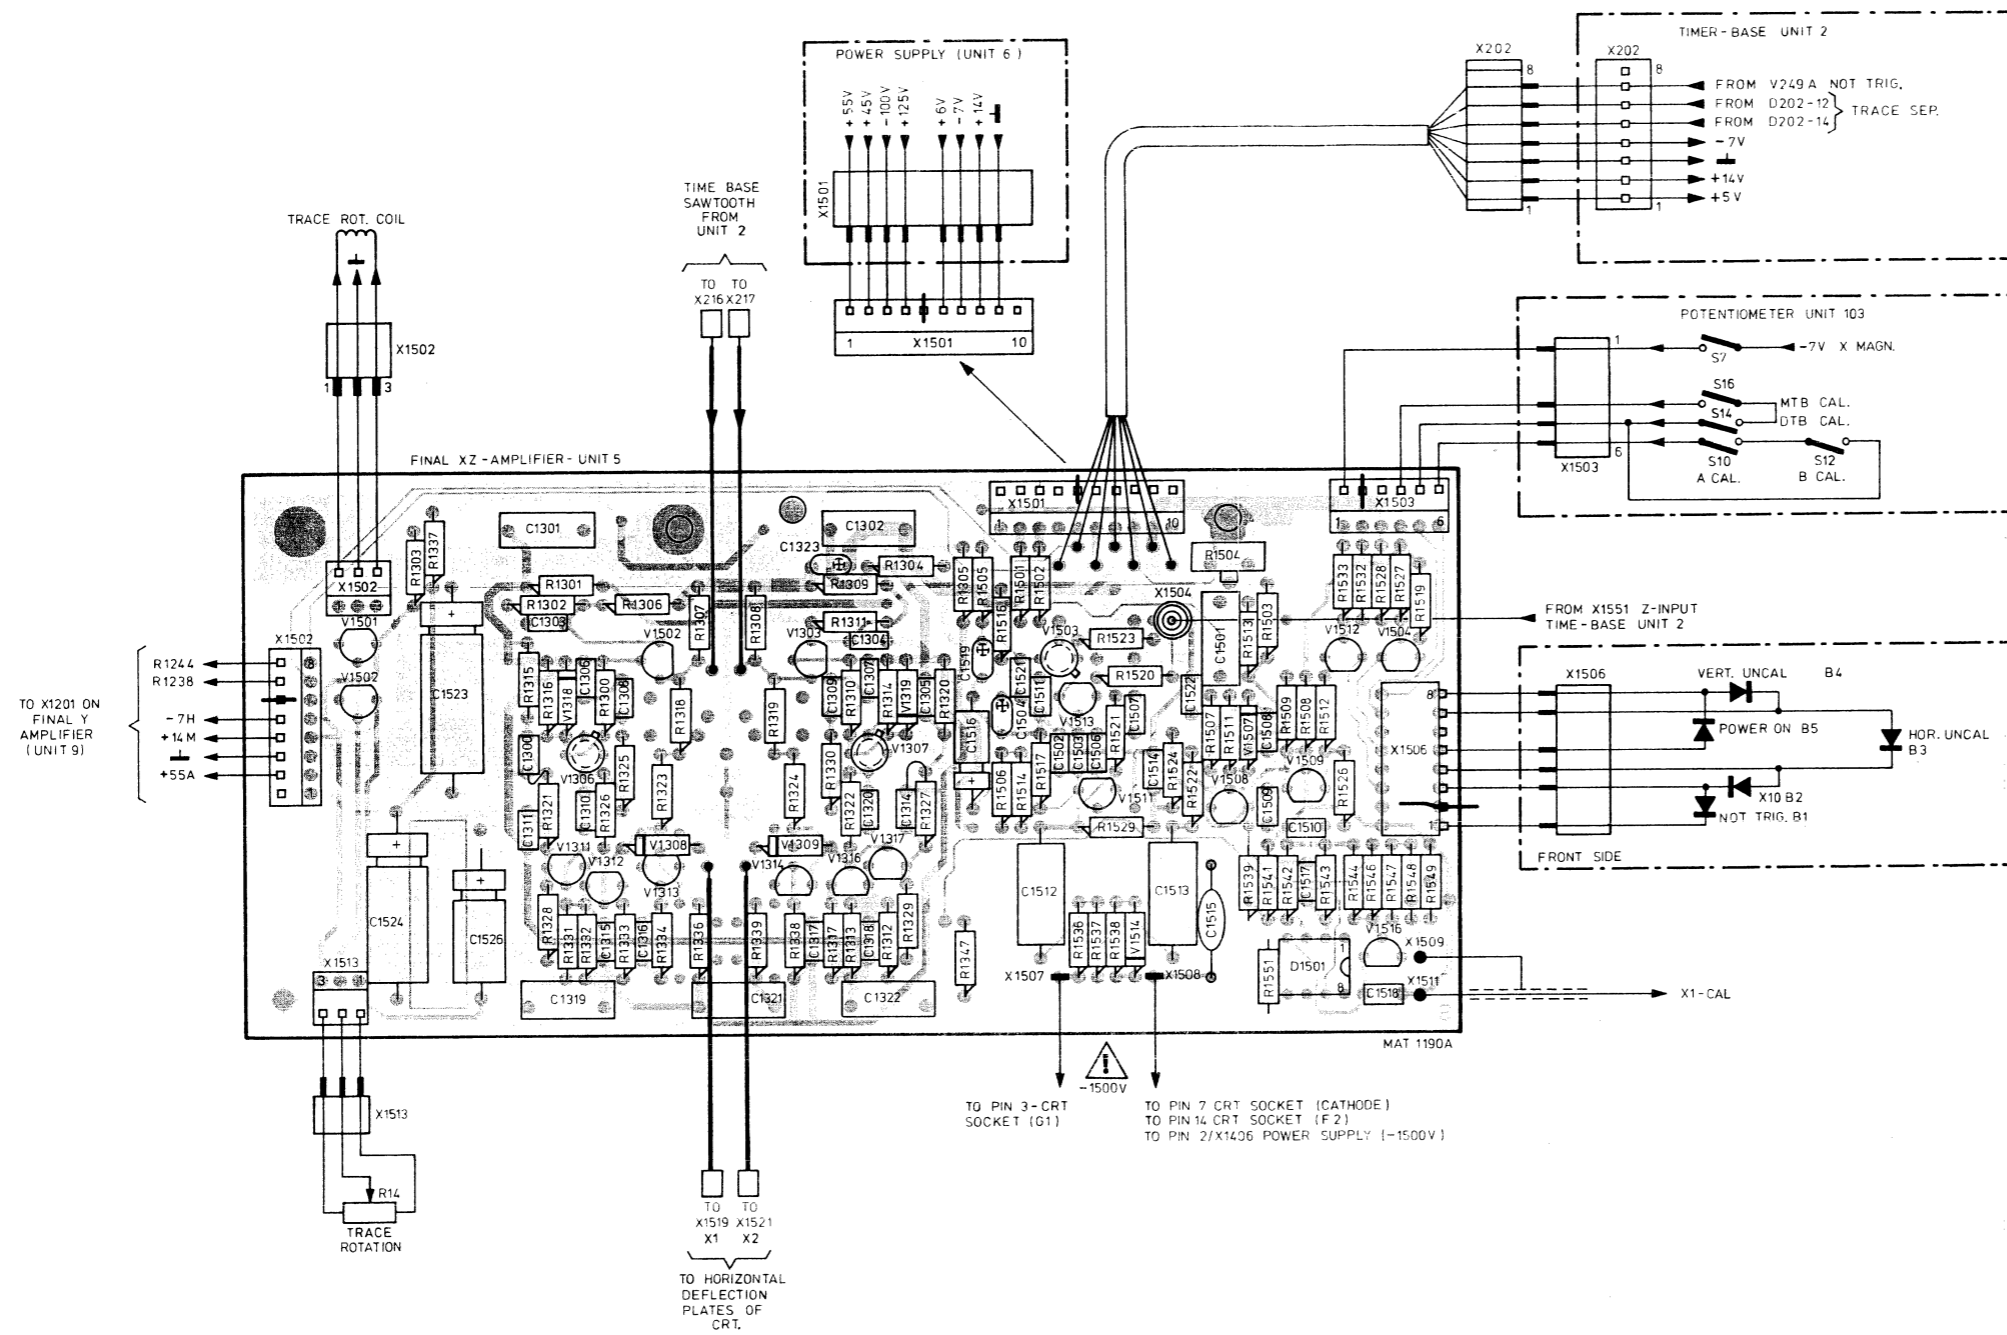 TIMER-BASE UNIT 2
X202
X202
8
8
FROM V249A NOT TRIG.
FROM D202-12
FROM D202-14
TRACE SEP.
-7V
+14V
+5V
1
1
POWER SUPPLY (UNIT 6)
+55V
+45V
-100V
+125V
+6V
-7V
+14V
X1501
1 X1501 10
TIME BASE
SAWTOOTH
FROM
UNIT 2
TO TO
X216 X217
TRACE ROT. COIL
X1502
1 3
POTENTIOMETER UNIT 103
1
-7V X MAGN.
S7
S16
MTB CAL.
S14
DTB CAL.
6
X1503
S10
S12
A CAL.
B CAL.
FINAL XZ-AMPLIFIER-UNIT 5
X1501
1
10
X1503
1
6
C1301
C1302
C1323
R1303
R1337
R1301
R1302
C1303
R1306
R1307
R1308
R1309
R1304
R1311
C1304
R1305
R1505
R1501
R1502
R1516
R1504
X1504
R1533
R1532
R1528
R1527
R1519
FROM X1551 Z-INPUT
TIME-BASE UNIT 2
X1502
V1501
X1502
8
1
V1502
V1502
V1303
V1503
R1523
C1501
R1513
R1503
V1512
V1504
TO X1201 ON
FINAL Y
AMPLIFIER
(UNIT 9)
R1244
R1238
-7H
+14M
+55A
C1523
R1315
R1316
V1318
C1306
R1300
C1308
R1318
R1319
C1309
R1310
C1307
R1314
V1319
C1305
R1320
C1519
C1521
C1511
R1520
C1522
C1504
V1513
R1521
C1507
R1507
R1511
V1507
C1508
R1509
R1508
R1512
C1300
V1306
R1325
R1323
R1324
R1330
V1307
C1516
R1506
R1514
R1517
C1502
C1503
C1506
V1511
C1514
R1524
R1522
V1508
V1509
R1526
C1509
C1510
X1506
8
1
X1506
VERT. UNCAL B4
POWER ON B5
HOR. UNCAL
B3
X10 B2
NOT TRIG. B1
FRONT SIDE
C1311
R1321
C1310
R1326
R1322
C1320
C1314
R1327
V1308
V1309
V1311
V1312
V1313
V1314
V1316
V1317
R1529
C1512
C1513
C1515
R1539
R1541
R1542
C1517
R1543
R1544
R1546
R1547
R1548
R1549
C1524
C1526
R1328
R1331
R1332
C1315
R1333
C1316
R1334
R1336
R1339
R1338
C1317
R1317
R1313
C1318
R1312
R1329
R1347
R1536
R1537
R1538
V1514
X1507
X1508
R1551
D1501
1
8
V1516
X1509
X1511
C1518
X1-CAL
X1513
3 1
C1319
C1321
C1322
MAT 1190A
-1500V
X1513
R14
TRACE
ROTATION
TO PIN 3-CRT
SOCKET (G1)
TO PIN 7 CRT SOCKET (CATHODE)
TO PIN 14 CRT SOCKET (F2)
TO PIN 2/X1406 POWER SUPPLY (-1500V)
TO TO
X1519 X1521
X1 X2
TO HORIZONTAL
DEFLECTION
PLATES OF
CRT.